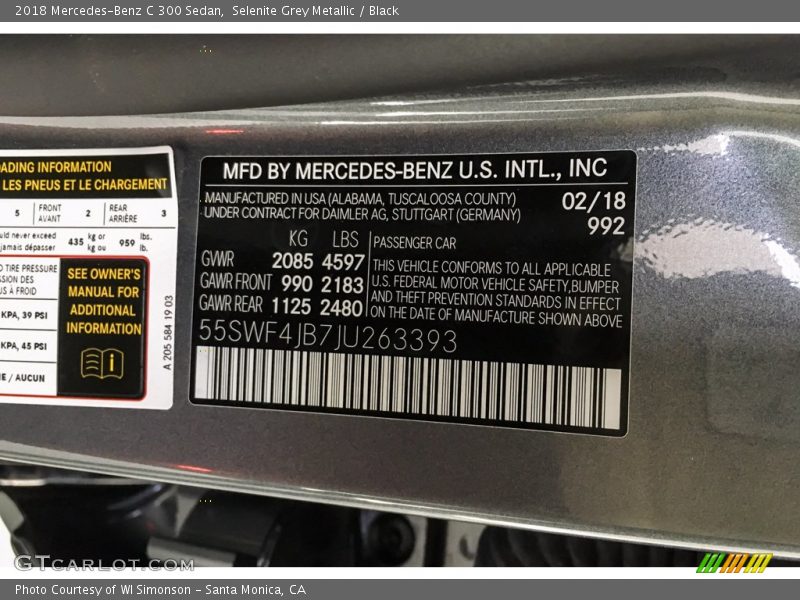 2018 Mercedes-Benz C 300 Sedan, Selenite Grey Metallic / Black
ADING INFORMATION
LES PNEUS ET LE CHARGEMENT
5 FRONT AVANT 2 REAR ARRIÈRE 3
uld never exceed
jamais dépasser
435 kg or kg ou 959 lbs. lb.
D TIRE PRESSURE
SSION DES
US À FROID
KPA, 39 PSI
KPA, 45 PSI
NE / AUCUN
SEE OWNER'S
MANUAL FOR
ADDITIONAL
INFORMATION
A 205 584 19 03
MFD BY MERCEDES-BENZ U.S. INTL., INC
MANUFACTURED IN USA (ALABAMA, TUSCALOOSA COUNTY)
UNDER CONTRACT FOR DAIMLER AG, STUTTGART (GERMANY)
02/18
992
KG LBS
GWR 2085 4597
GAWR FRONT 990 2183
GAWR REAR 1125 2480
PASSENGER CAR
THIS VEHICLE CONFORMS TO ALL APPLICABLE
U.S. FEDERAL MOTOR VEHICLE SAFETY,BUMPER
AND THEFT PREVENTION STANDARDS IN EFFECT
ON THE DATE OF MANUFACTURE SHOWN ABOVE
55SWF4JB7JU263393
GTcarlot.com
Photo Courtesy of WI Simonson - Santa Monica, CA